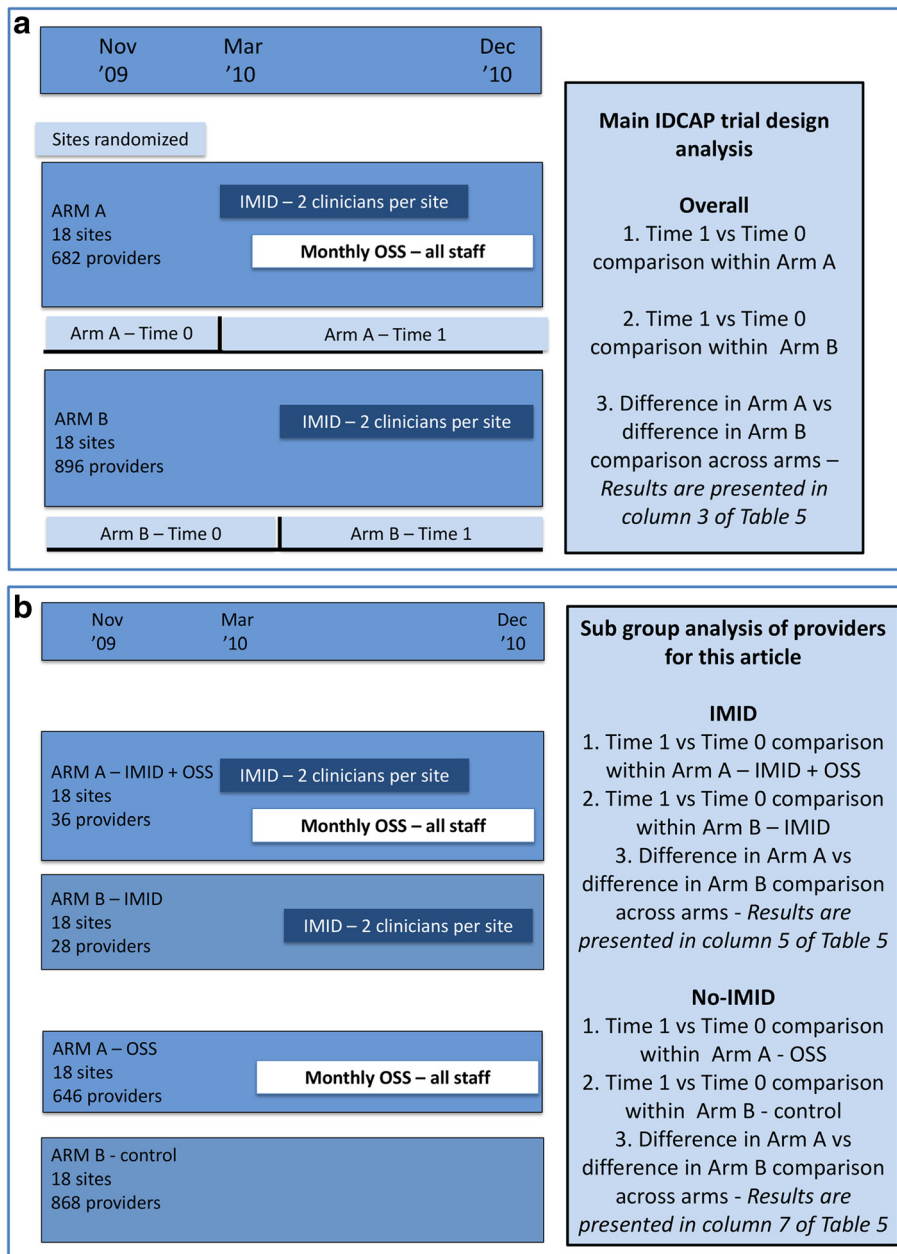 a
Nov
'09
Mar
'10
Dec
'10
Sites randomized
ARM A
18 sites
682 providers
IMID – 2 clinicians per site
Monthly OSS – all staff
Arm A – Time 0
Arm A – Time 1
ARM B
18 sites
896 providers
IMID – 2 clinicians per site
Arm B – Time 0
Arm B – Time 1
Main IDCAP trial design
analysis
Overall
1. Time 1 vs Time 0
comparison within Arm A
2. Time 1 vs Time 0
comparison within Arm B
3. Difference in Arm A vs
difference in Arm B
comparison across arms –
Results are presented in
column 3 of Table 5
b
Nov
'09
Mar
'10
Dec
'10
ARM A – IMID + OSS
18 sites
36 providers
IMID – 2 clinicians per site
Monthly OSS – all staff
ARM B – IMID
18 sites
28 providers
IMID – 2 clinicians per site
ARM A – OSS
18 sites
646 providers
Monthly OSS – all staff
ARM B - control
18 sites
868 providers
Sub group analysis of providers
for this article
IMID
1. Time 1 vs Time 0 comparison
within Arm A – IMID + OSS
2. Time 1 vs Time 0 comparison
within Arm B – IMID
3. Difference in Arm A vs
difference in Arm B comparison
across arms - Results are
presented in column 5 of Table 5
No-IMID
1. Time 1 vs Time 0 comparison
within Arm A - OSS
2. Time 1 vs Time 0 comparison
within Arm B - control
3. Difference in Arm A vs
difference in Arm B comparison
across arms - Results are
presented in column 7 of Table 5